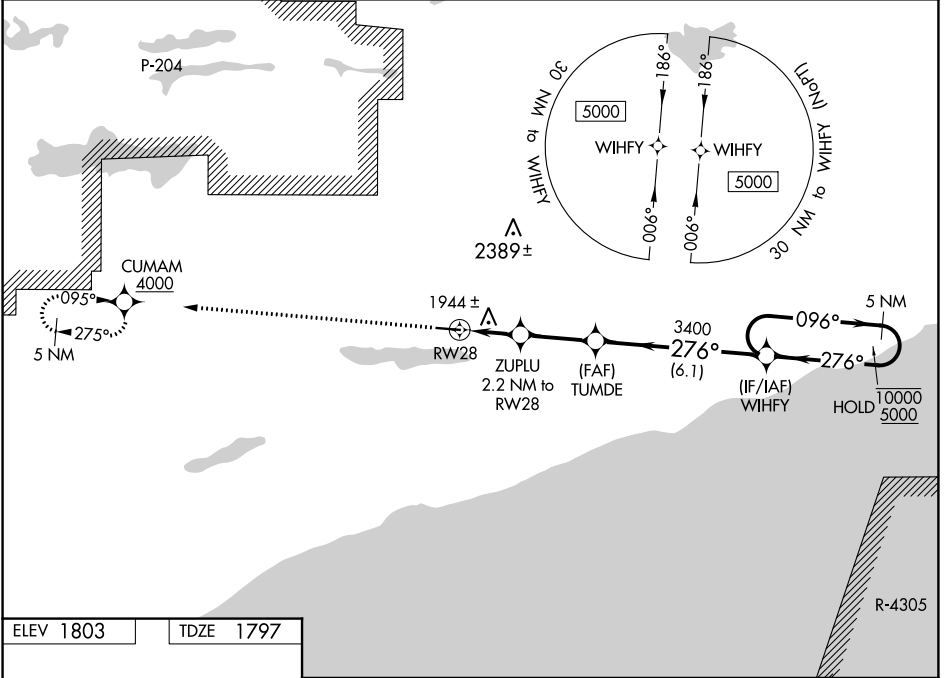 P-204
30 NM to WIHFY
5000
186°
WIHFY
006°
186°
WIHFY
5000
006°
30 NM to WIHFY (NoPT)
2389±
CUMAM
4000
095°
275°
5 NM
1944 ±
RW28
ZUPLU
2.2 NM to
RW28
(FAF)
TUMDE
3400
276°
(6.1)
(IF/IAF)
WIHFY
096°
276°
5 NM
HOLD
10000
5000
R-4305
ELEV 1803
TDZE 1797